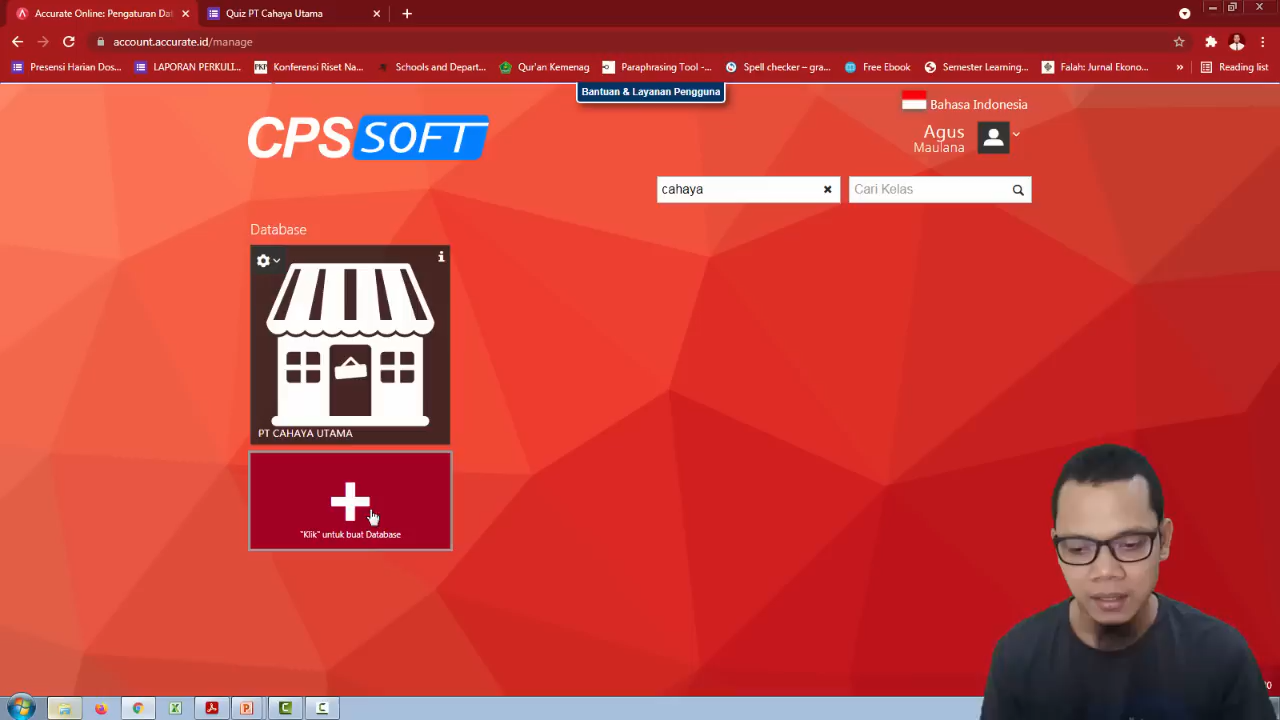 Accurate Online: Pengaturan Dat
Quiz PT Cahaya Utama
account.accurate.id/manage
Presensi Harian Dos...
LAPORAN PERKULI...
Konferensi Riset Na...
Schools and Depart...
Qur'an Kemenag
Paraphrasing Tool -...
Spell checker – gra...
Free Ebook
Semester Learning...
Falah: Jurnal Ekono...
»
Reading list
Bantuan & Layanan Pengguna
CPSSOFT
Bahasa Indonesia
Agus
Maulana
cahaya
Cari Kelas
Database
PT CAHAYA UTAMA
"Klik" untuk buat Database